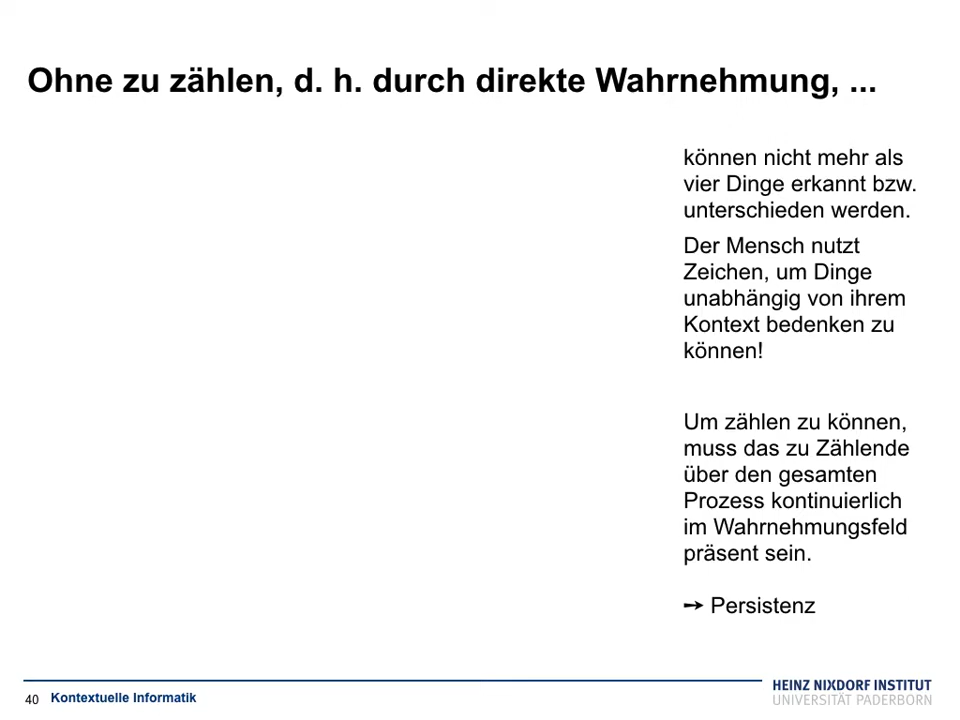 Ohne zu zählen, d. h. durch direkte Wahrnehmung, ...
können nicht mehr als
vier Dinge erkannt bzw.
unterschieden werden.
Der Mensch nutzt
Zeichen, um Dinge
unabhängig von ihrem
Kontext bedenken zu
können!
Um zählen zu können,
muss das zu Zählende
über den gesamten
Prozess kontinuierlich
im Wahrnehmungsfeld
präsent sein.
➙ Persistenz
40 Kontextuelle Informatik
HEINZ NIXDORF INSTITUT
UNIVERSITÄT PADERBORN